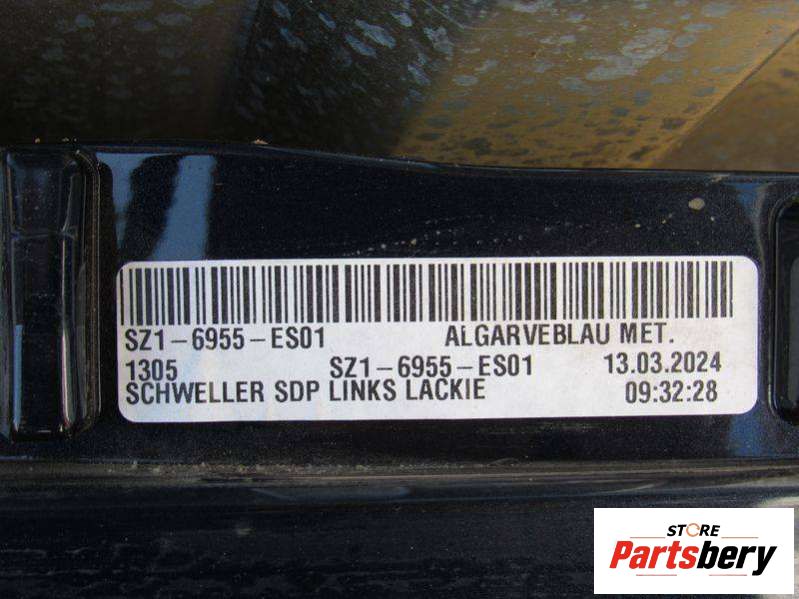 SZ1-6955-ES01 ALGARVEBLAU MET.
1305 SZ1-6955-ES01 13.03.2024
SCHWELLER SDP LINKS LACKIE 09:32:28
STORE
Partsbery